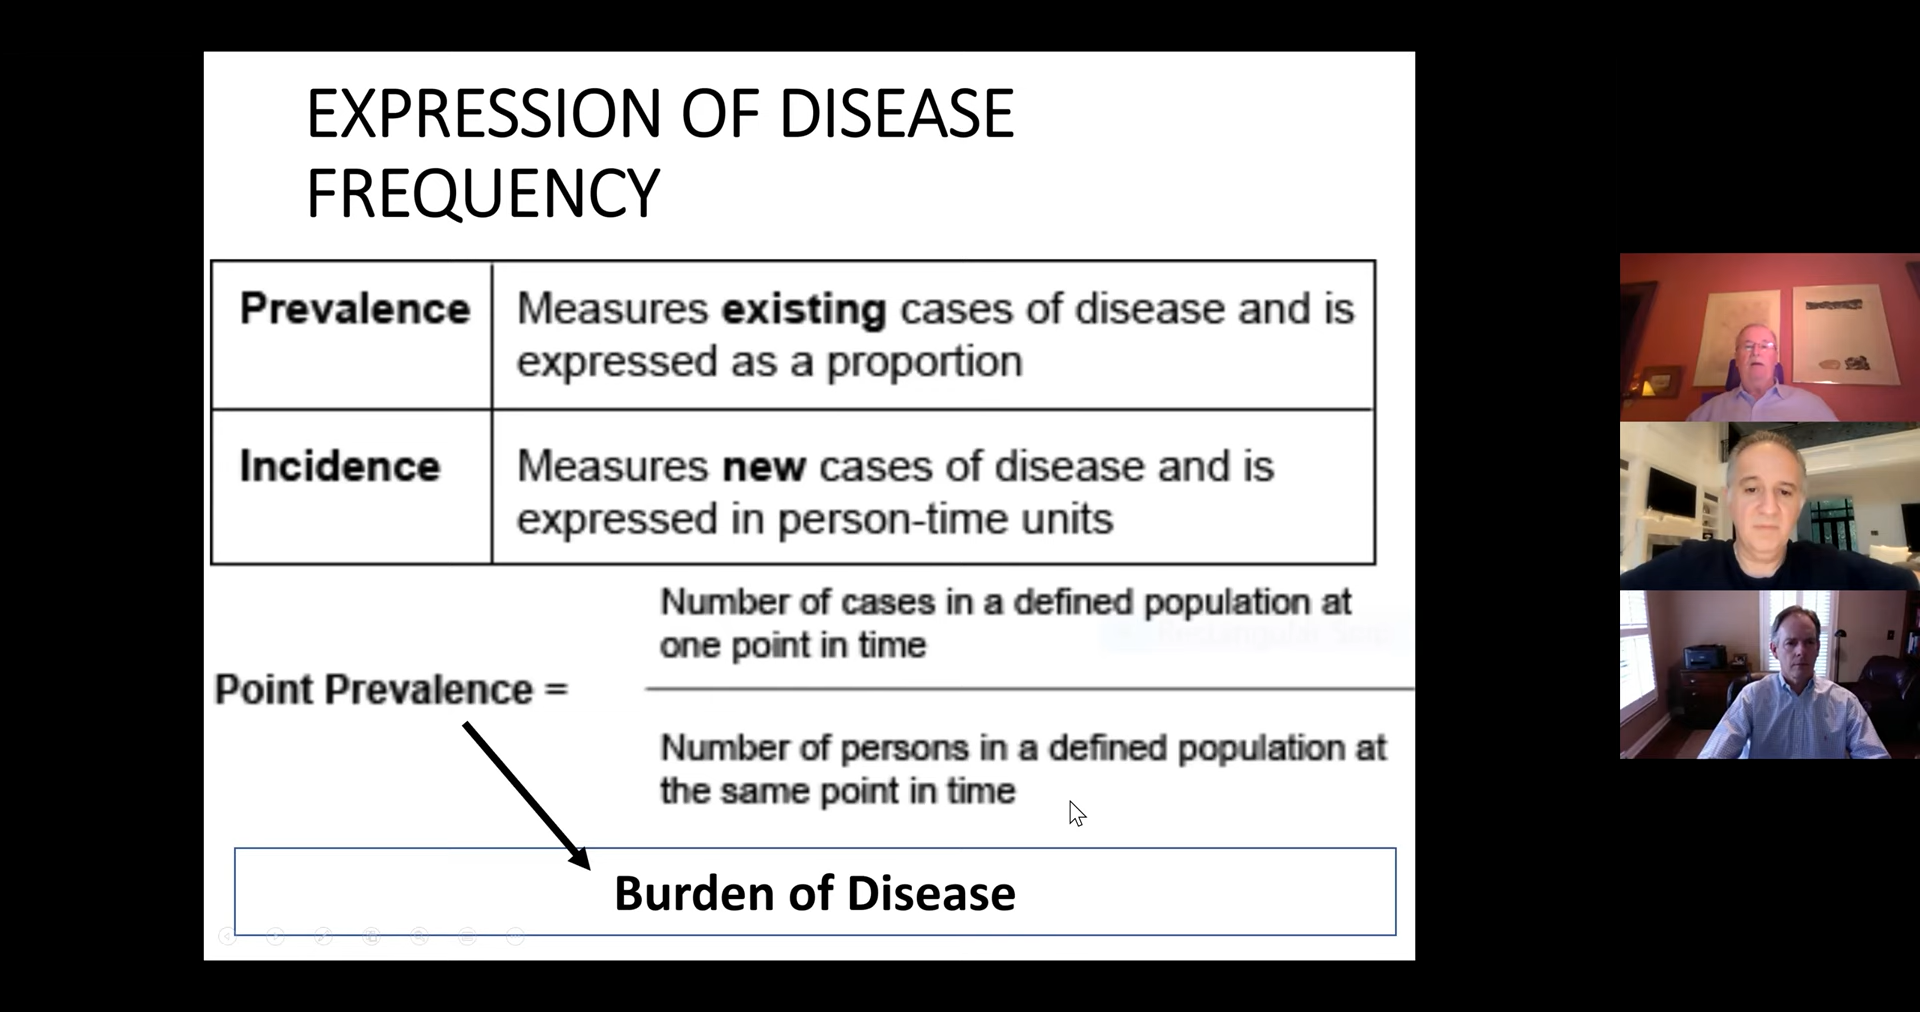 EXPRESSION OF DISEASE
FREQUENCY
Prevalence
Measures existing cases of disease and is
expressed as a proportion
Incidence
Measures new cases of disease and is
expressed in person-time units
Point Prevalence =
Number of cases in a defined population at
one point in time
Number of persons in a defined population at
the same point in time
Burden of Disease